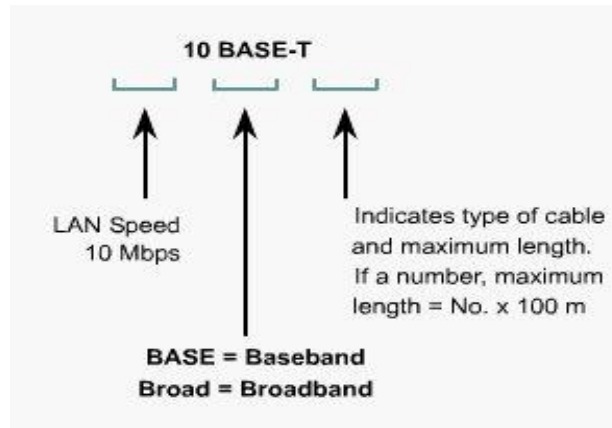 10 BASE-T
LAN Speed
10 Mbps
Indicates type of cable
and maximum length.
If a number, maximum
length = No. x 100 m
BASE = Baseband
Broad = Broadband